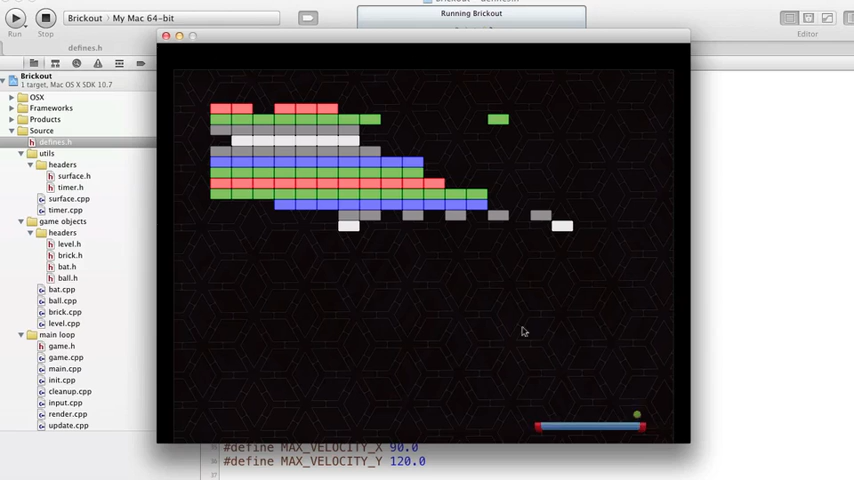 Running Brickout
Brickout
My Mac 64-bit
Run
Stop
Editor
defines.h
Brickout
1 target, Mac OS X SDK 10.7
OSX
Frameworks
Products
Source
defines.h
utils
headers
surface.h
timer.h
surface.cpp
timer.cpp
game objects
headers
level.h
brick.h
bat.h
ball.h
bat.cpp
ball.cpp
brick.cpp
level.cpp
main loop
game.h
game.cpp
main.cpp
init.cpp
cleanup.cpp
input.cpp
render.cpp
update.cpp
#define MAX_VELOCITY_X 90.0
#define MAX_VELOCITY_Y 120.0